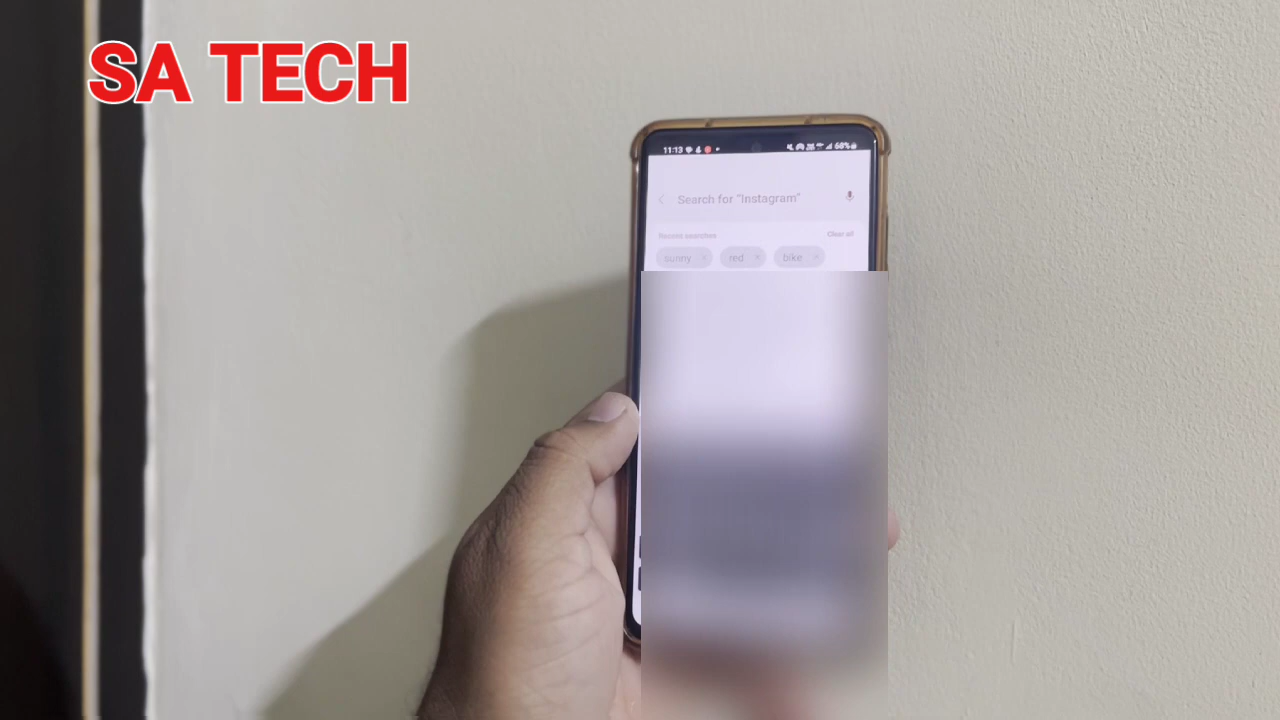 SA TECH
11:13 68%
Search for "Instagram"
Recent searches Clear all
sunny red bike